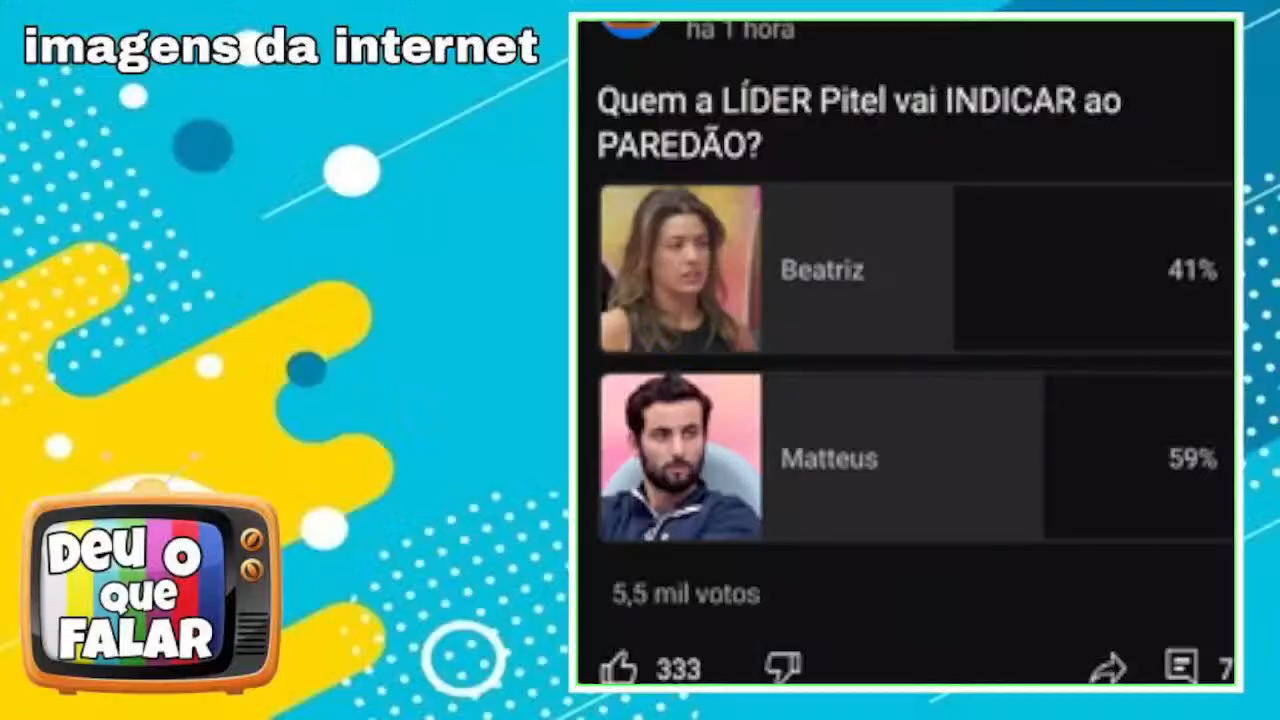 imagens da internet
há 1 hora
Quem a LÍDER Pitel vai INDICAR ao
PAREDÃO?
Beatriz
41%
Matteus
59%
5,5 mil votos
333
7
DEU O
QUE
FALAR